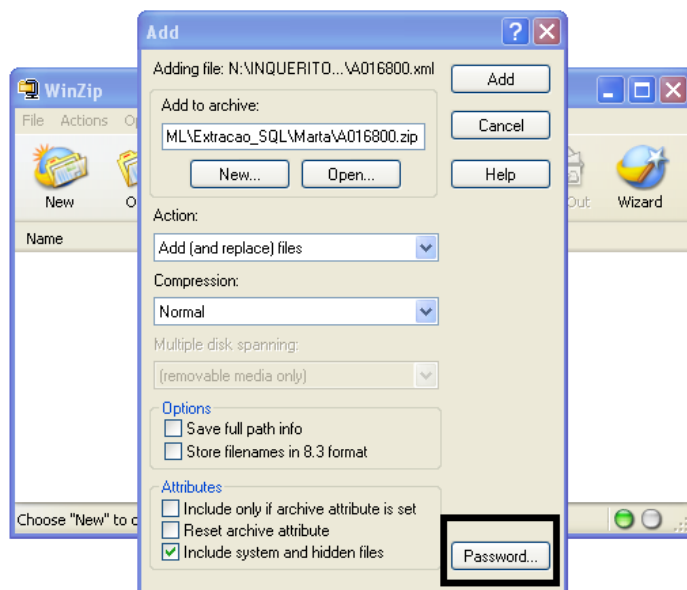 Add
Adding file: N:\INQUERITO...\A016800.xml
Add
Add to archive:
ML\Extracao_SQL\Marta\A016800.zip
Cancel
New...
Open...
Help
Action:
Add (and replace) files
Compression:
Normal
Multiple disk spanning:
(removable media only)
Options
Save full path info
Store filenames in 8.3 format
Attributes
Include only if archive attribute is set
Reset archive attribute
Include system and hidden files
Password...
WinZip
File Actions
New
Wizard
Name
Choose "New" to